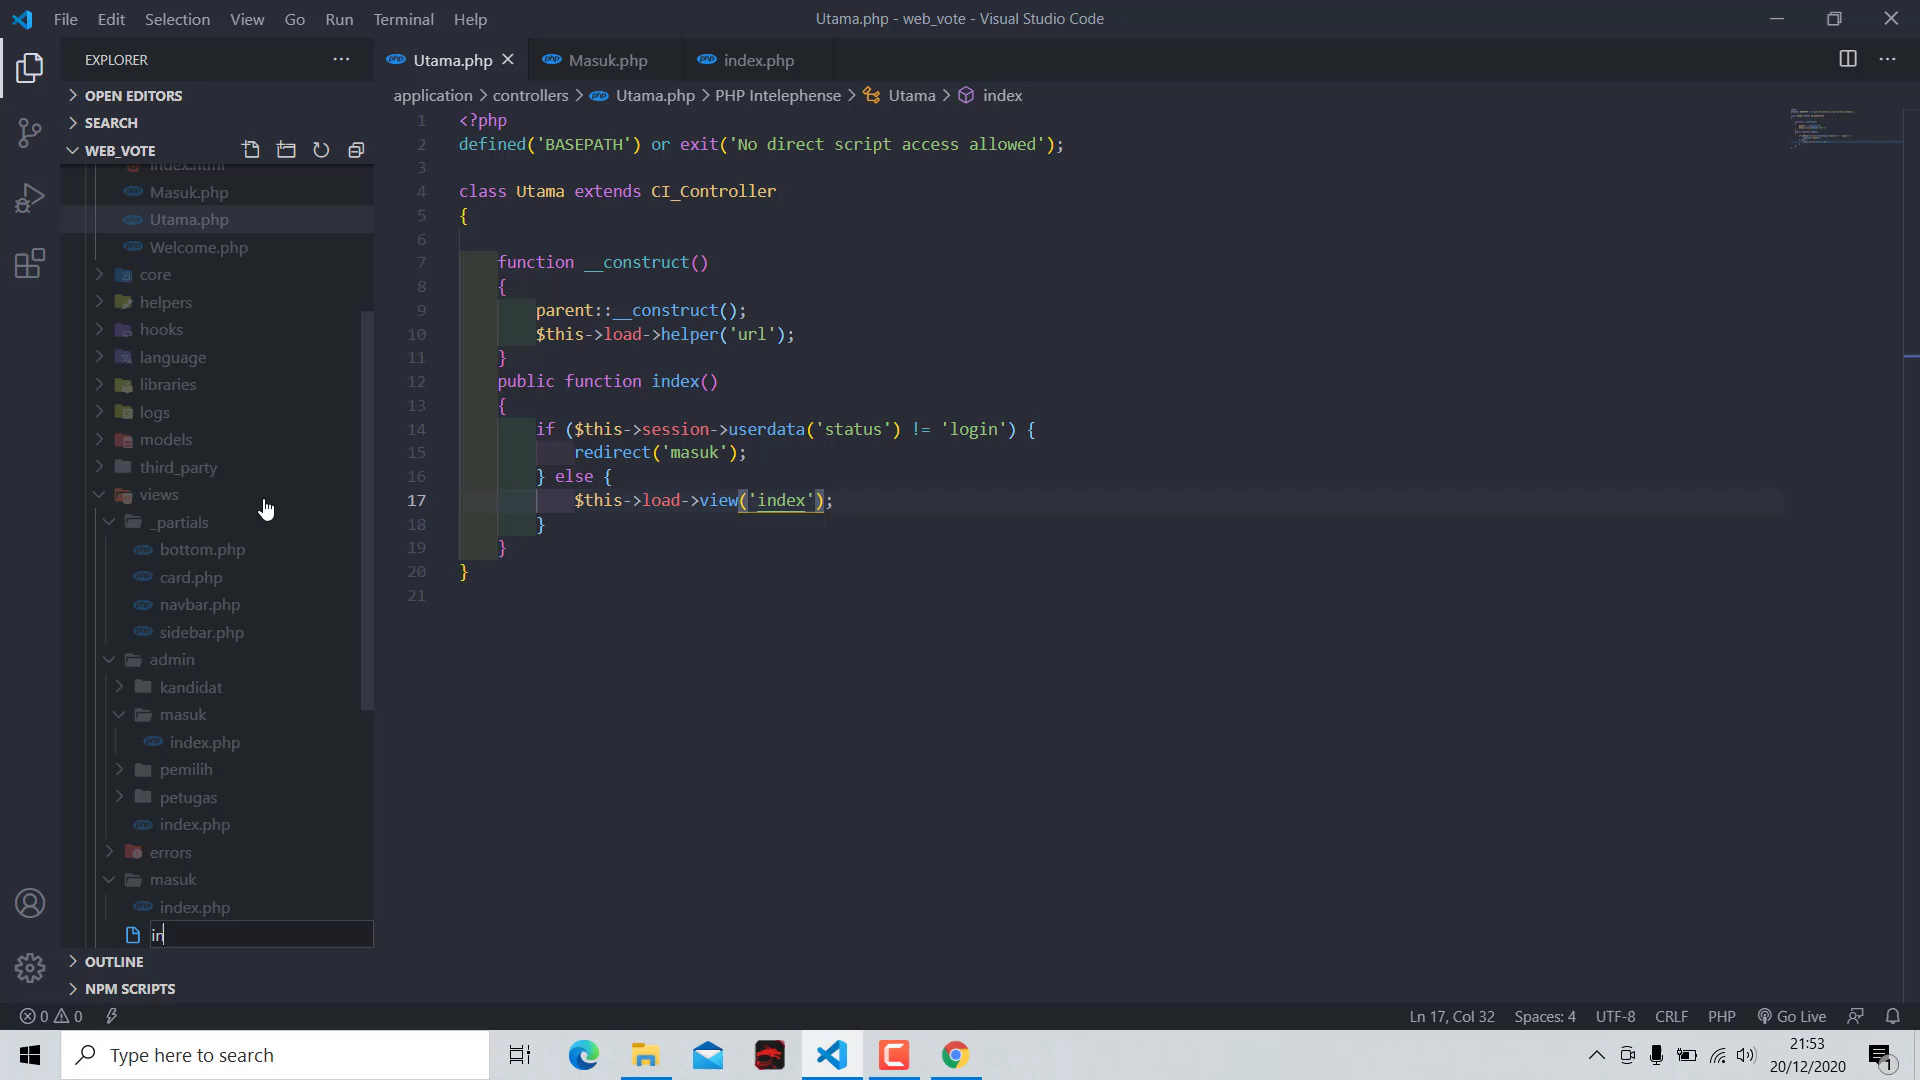 File Edit Selection View Go Run Terminal Help
Utama.php - web_vote - Visual Studio Code
EXPLORER
OPEN EDITORS
SEARCH
WEB_VOTE
index.html
Masuk.php
Utama.php
Welcome.php
core
helpers
hooks
language
libraries
logs
models
third_party
views
_partials
bottom.php
card.php
navbar.php
sidebar.php
admin
kandidat
masuk
index.php
pemilih
petugas
index.php
errors
masuk
index.php
in
OUTLINE
NPM SCRIPTS
Utama.php Masuk.php index.php
application > controllers > Utama.php > PHP Intelephense > Utama > index
1 <?php
2 defined('BASEPATH') or exit('No direct script access allowed');
3
4 class Utama extends CI_Controller
5 {
6
7 function __construct()
8 {
9 parent::__construct();
10 $this->load->helper('url');
11 }
12 public function index()
13 {
14 if ($this->session->userdata('status') != 'login') {
15 redirect('masuk');
16 } else {
17 $this->load->view('index');
18 }
19 }
20 }
21
0 0
Ln 17, Col 32 Spaces: 4 UTF-8 CRLF PHP Go Live
Type here to search
21:53
20/12/2020
1